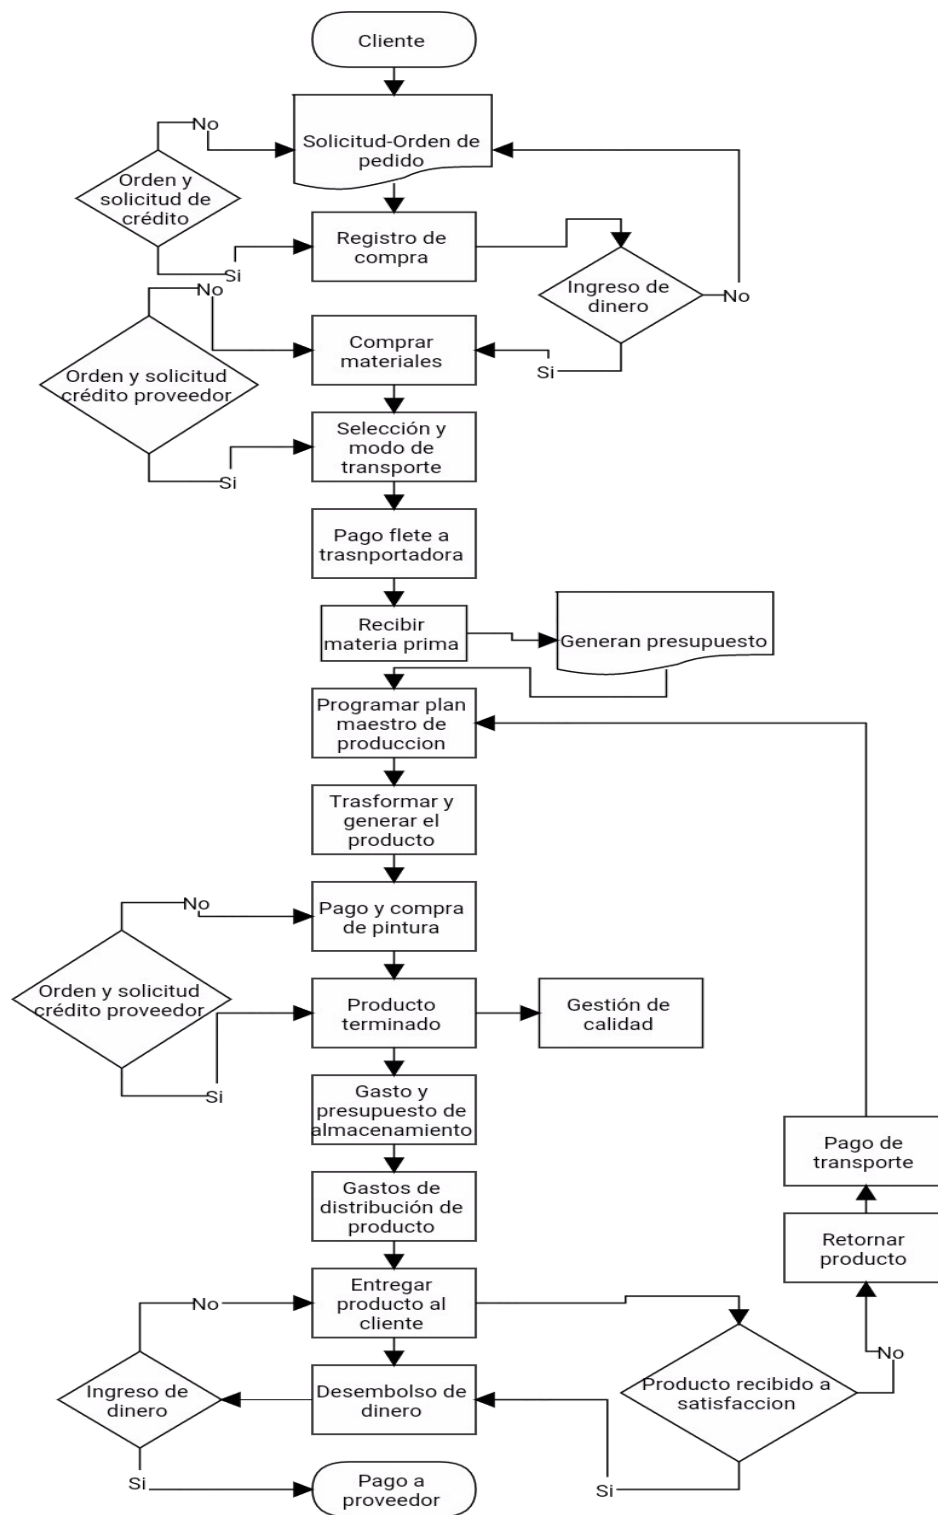 Cliente
No
Solicitud-Orden de
pedido
Orden y
solicitud de
crédito
Registro de
compra
Si
No
Ingreso de
dinero
No
Comprar
materiales
Si
Orden y solicitud
crédito proveedor
Selección y
modo de
transporte
Si
Pago flete a
trasnportadora
Recibir
materia prima
Generan presupuesto
Programar plan
maestro de
produccion
Trasformar y
generar el
producto
No
Pago y compra
de pintura
Orden y solicitud
crédito proveedor
Producto
terminado
Gestión de
calidad
Si
Gasto y
presupuesto de
almacenamiento
Pago de
transporte
Gastos de
distribución de
producto
Retornar
producto
Entregar
producto al
cliente
No
No
Ingreso de
dinero
Desembolso de
dinero
Producto recibido a
satisfaccion
Si
Pago a
proveedor
Si